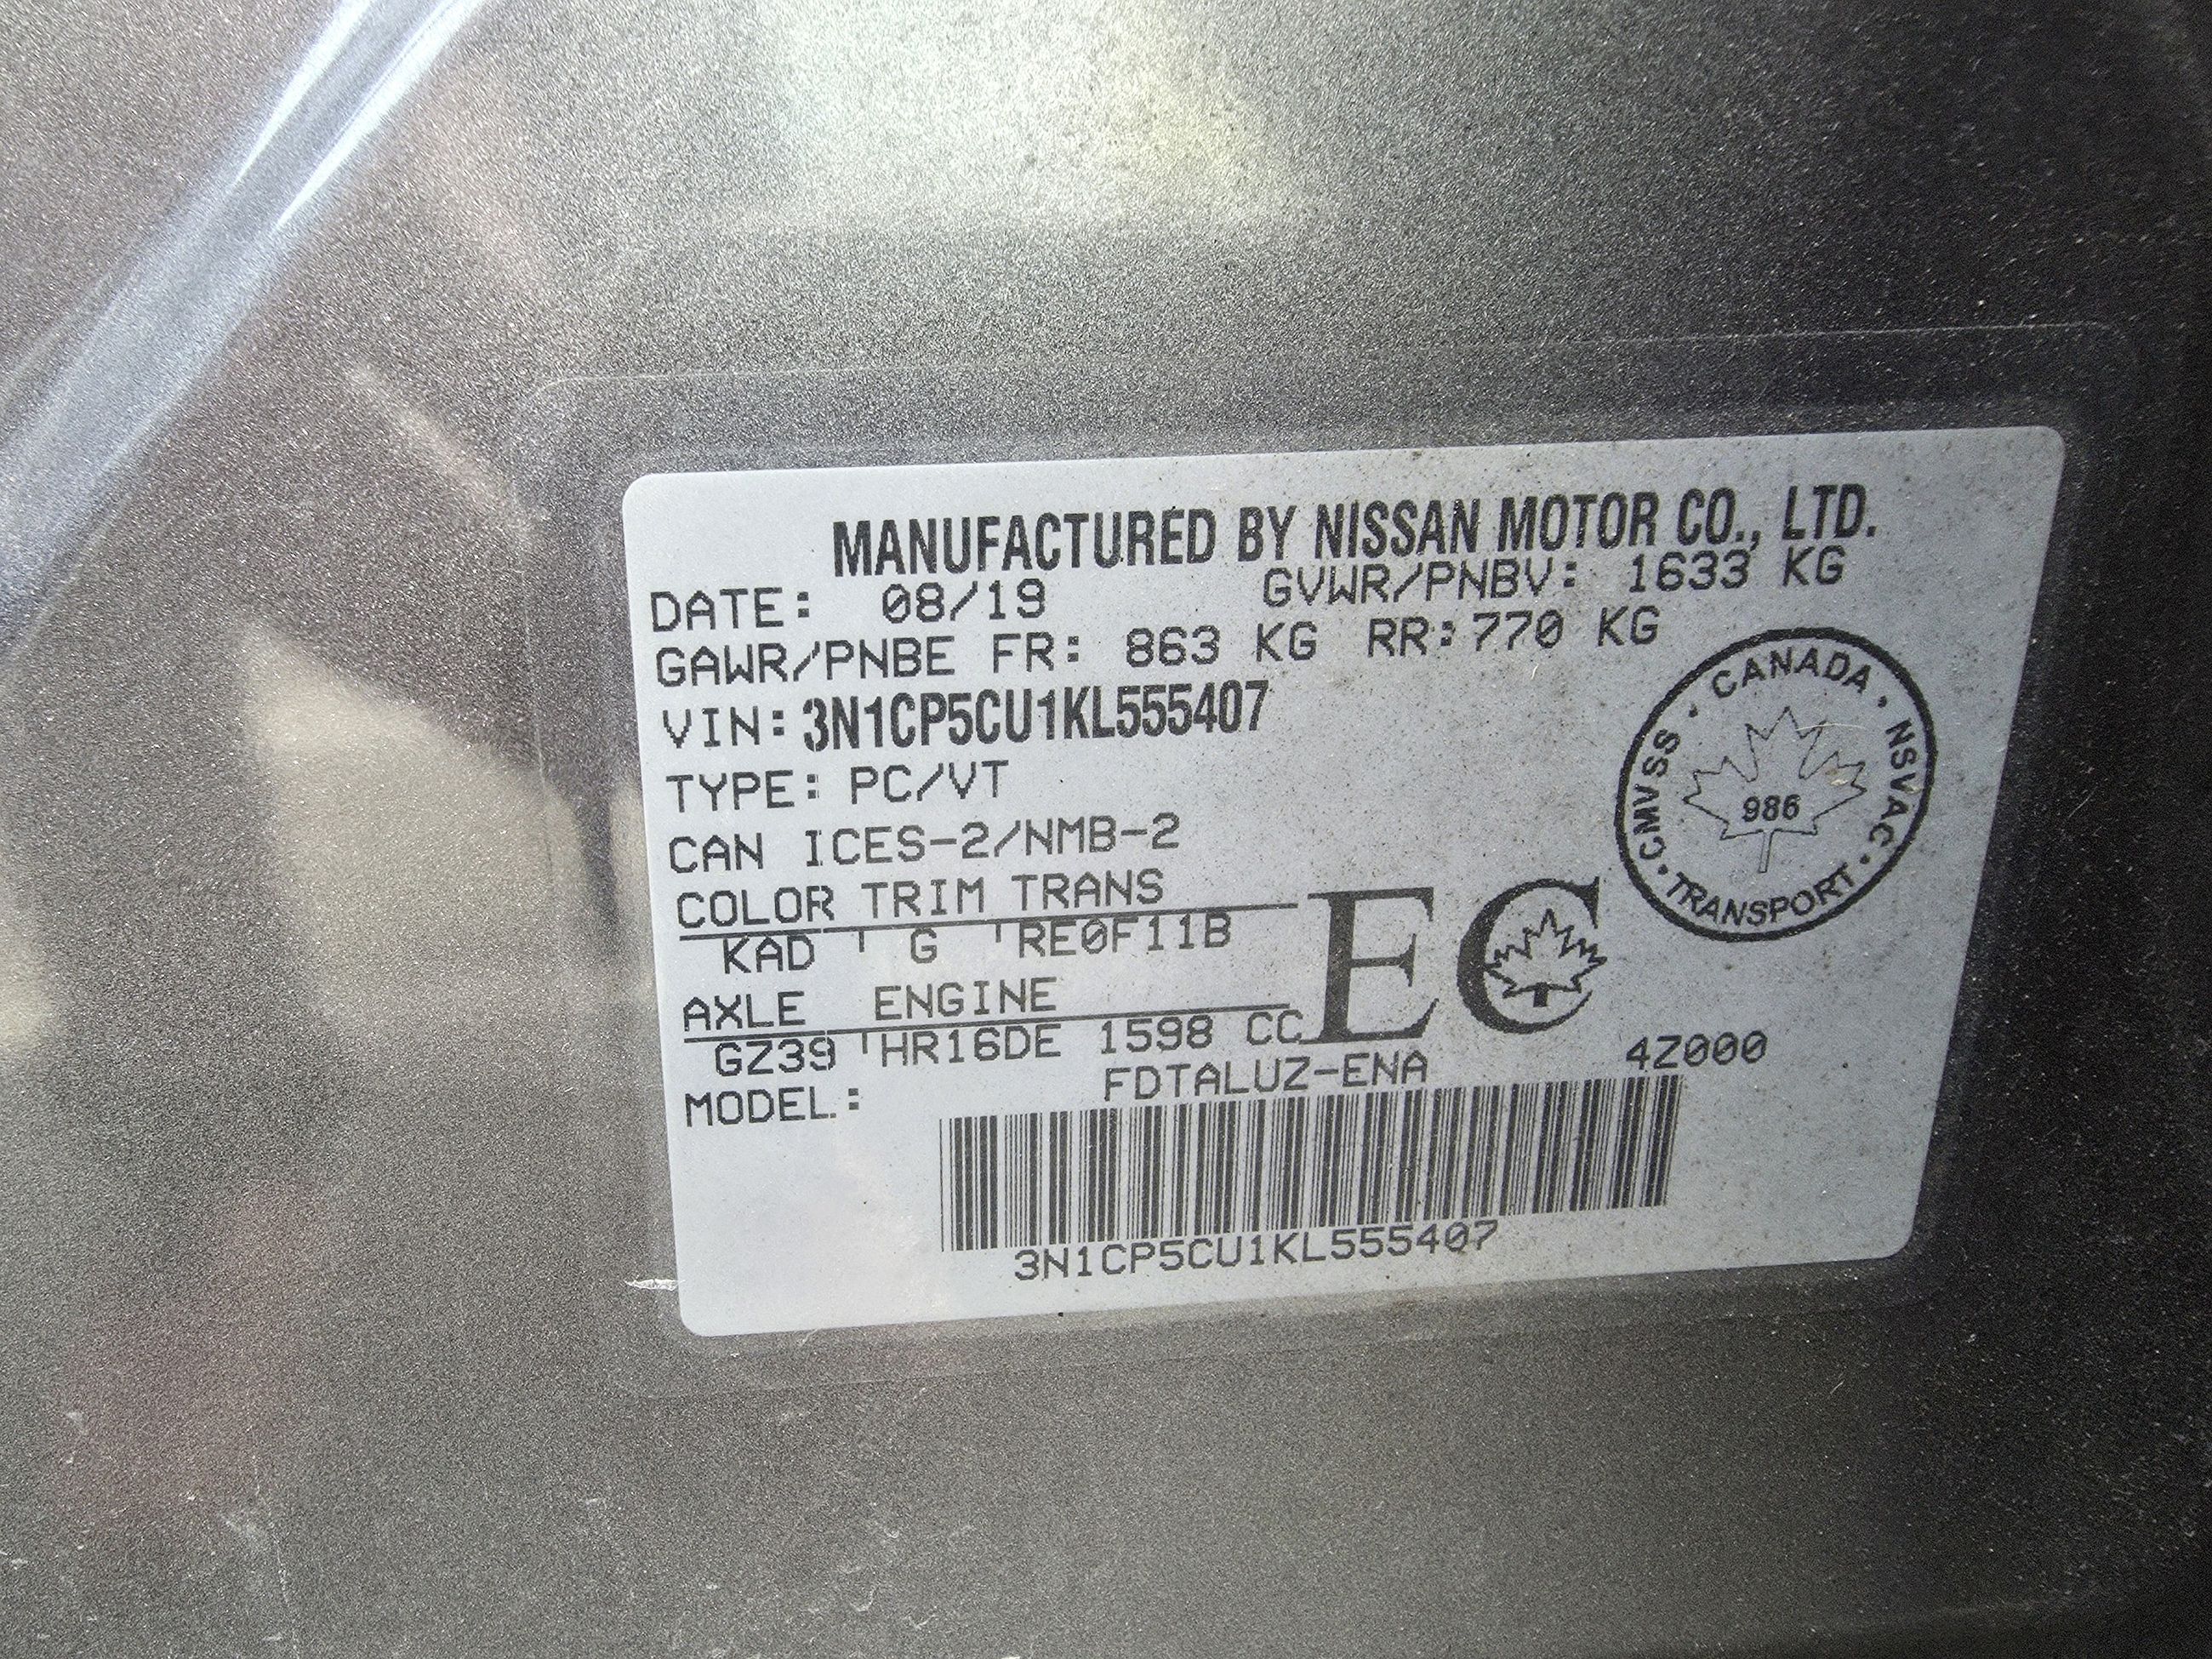 MANUFACTURED BY NISSAN MOTOR CO., LTD.
DATE: 08/19 GVWR/PNBV: 1633 KG
GAWR/PNBE FR: 863 KG RR:770 KG
VIN: 3N1CP5CU1KL555407
TYPE: PC/VT
CAN ICES-2/NMB-2
COLOR TRIM TRANS
KAD G RE0F11B
AXLE ENGINE
GZ39 HR16DE 1598 CC
MODEL: FDTALUZ-ENA 4Z000
3N1CP5CU1KL555407
EC
CANADA · NSVAC · TRANSPORT · CMVSS ·
986